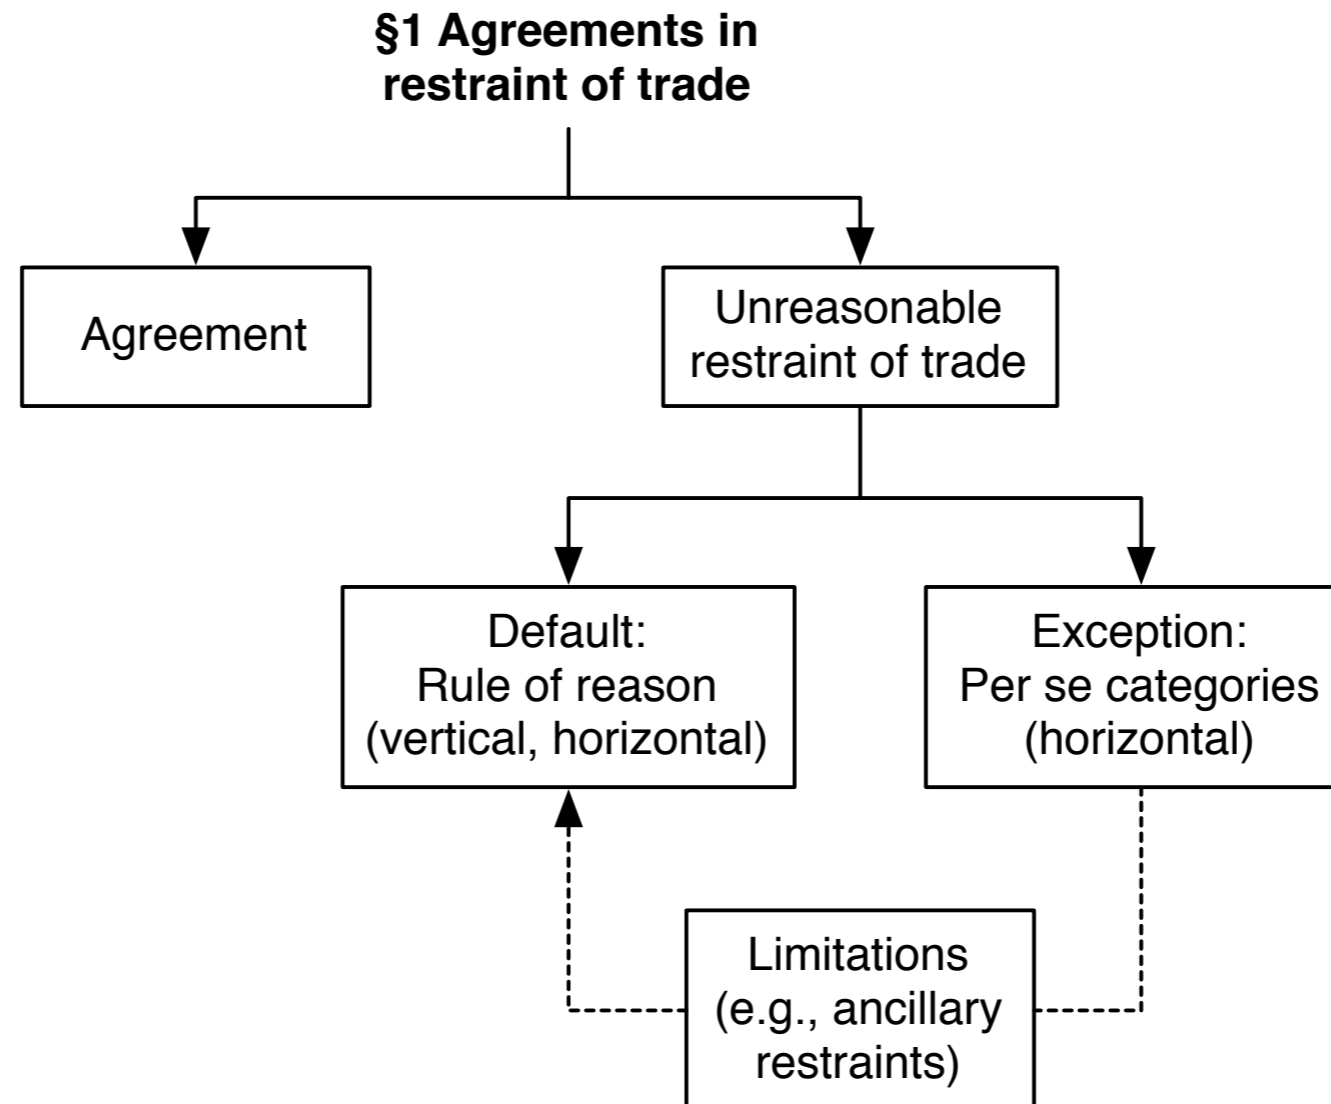 §1 Agreements in
restraint of trade
Agreement
Unreasonable
restraint of trade
Default:
Rule of reason
(vertical, horizontal)
Exception:
Per se categories
(horizontal)
Limitations
(e.g., ancillary
restraints)